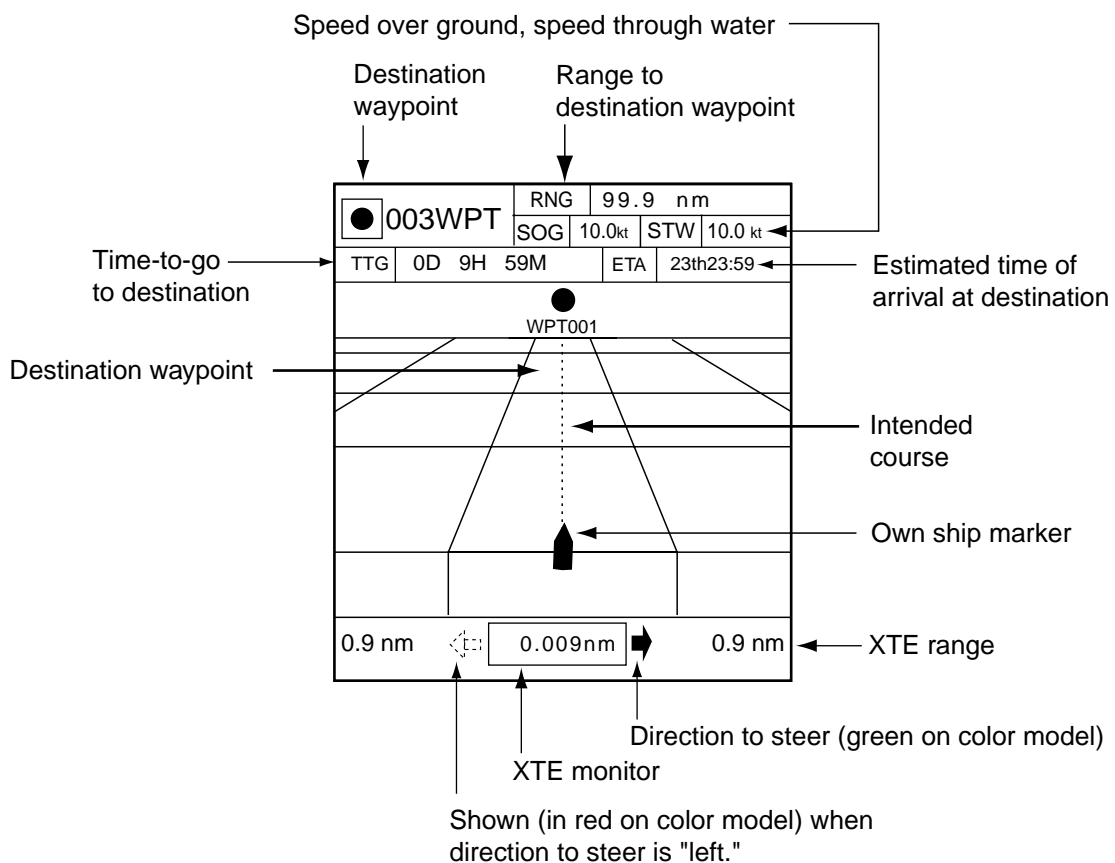 Speed over ground, speed through water
Destination
waypoint
Range to
destination waypoint
003WPT
RNG 99.9 nm
SOG 10.0kt STW 10.0 kt
Time-to-go
to destination
TTG 0D 9H 59M ETA 23th23:59
Estimated time of
arrival at destination
WPT001
Destination waypoint
Intended
course
Own ship marker
0.9 nm 0.009nm 0.9 nm
XTE range
Direction to steer (green on color model)
XTE monitor
Shown (in red on color model) when
direction to steer is "left."